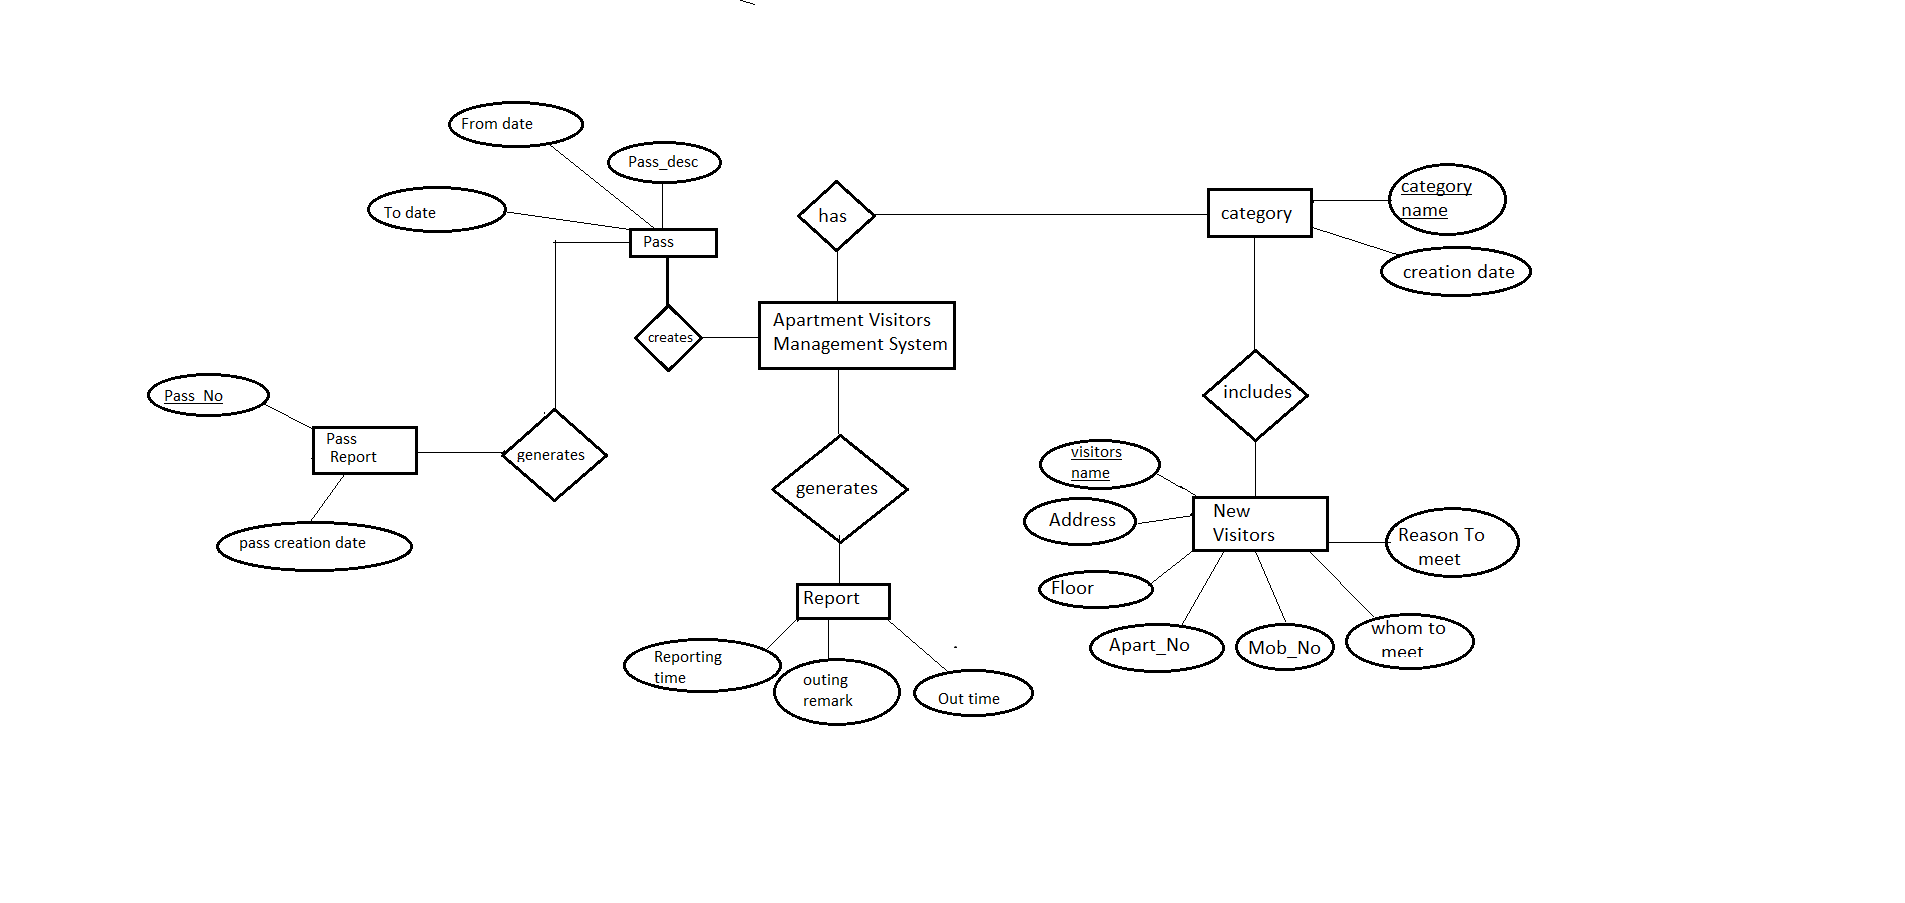 From date
Pass_desc
To date
Pass
has
category
category
name
creation date
Apartment Visitors
Management System
creates
includes
Pass_No
Pass
Report
generates
generates
pass creation date
visitors
name
Address
New
Visitors
Reason To
meet
Floor
Apart_No
Mob_No
whom to
meet
Report
Reporting
time
outing
remark
Out time